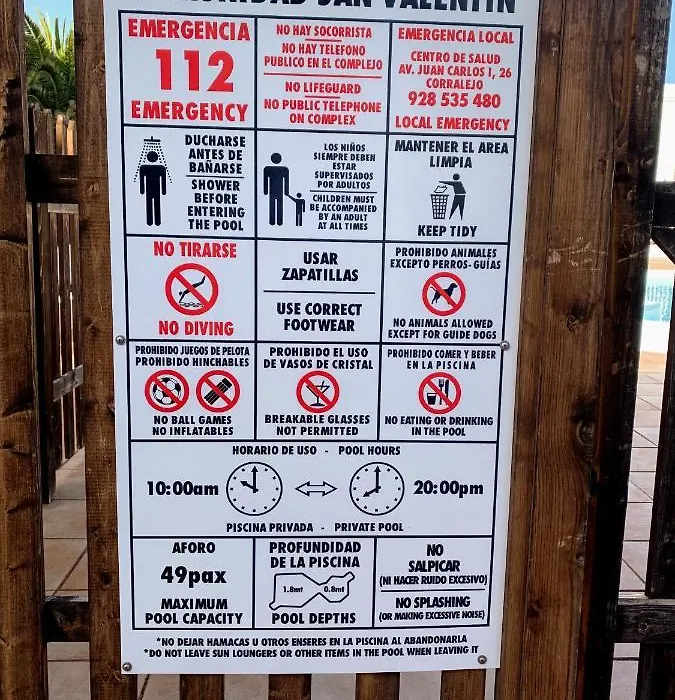 SAN VALENTIN
EMERGENCIA
112
EMERGENCY
NO HAY SOCORRISTA
NO HAY TELEFONO
PUBLICO EN EL COMPLEJO
NO LIFEGUARD
NO PUBLIC TELEPHONE
ON COMPLEX
EMERGENCIA LOCAL
CENTRO DE SALUD
AV. JUAN CARLOS I, 26
CORRALEJO
928 535 480
LOCAL EMERGENCY
DUCHARSE
ANTES DE
BAÑARSE
SHOWER
BEFORE
ENTERING
THE POOL
LOS NIÑOS
SIEMPRE DEBEN
ESTAR
SUPERVISADOS
POR ADULTOS
CHILDREN MUST
BE ACCOMPANIED
BY AN ADULT
AT ALL TIMES
MANTENER EL AREA
LIMPIA
KEEP TIDY
NO TIRARSE
NO DIVING
USAR
ZAPATILLAS
USE CORRECT
FOOTWEAR
PROHIBIDO ANIMALES
EXCEPTO PERROS-GUÍAS
NO ANIMALS ALLOWED
EXCEPT FOR GUIDE DOGS
PROHIBIDO JUEGOS DE PELOTA
PROHIBIDO HINCHABLES
NO BALL GAMES
NO INFLATABLES
PROHIBIDO EL USO
DE VASOS DE CRISTAL
BREAKABLE GLASSES
NOT PERMITTED
PROHIBIDO COMER Y BEBER
EN LA PISCINA
NO EATING OR DRINKING
IN THE POOL
HORARIO DE USO - POOL HOURS
10:00am 20:00pm
PISCINA PRIVADA - PRIVATE POOL
AFORO
49pax
MAXIMUM
POOL CAPACITY
PROFUNDIDAD
DE LA PISCINA
1.8mt 0.8mt
POOL DEPTHS
NO
SALPICAR
(NI HACER RUIDO EXCESIVO)
NO SPLASHING
(OR MAKING EXCESSIVE NOISE)
*NO DEJAR HAMACAS U OTROS ENSERES EN LA PISCINA AL ABANDONARLA
*DO NOT LEAVE SUN LOUNGERS OR OTHER ITEMS IN THE POOL WHEN LEAVING IT